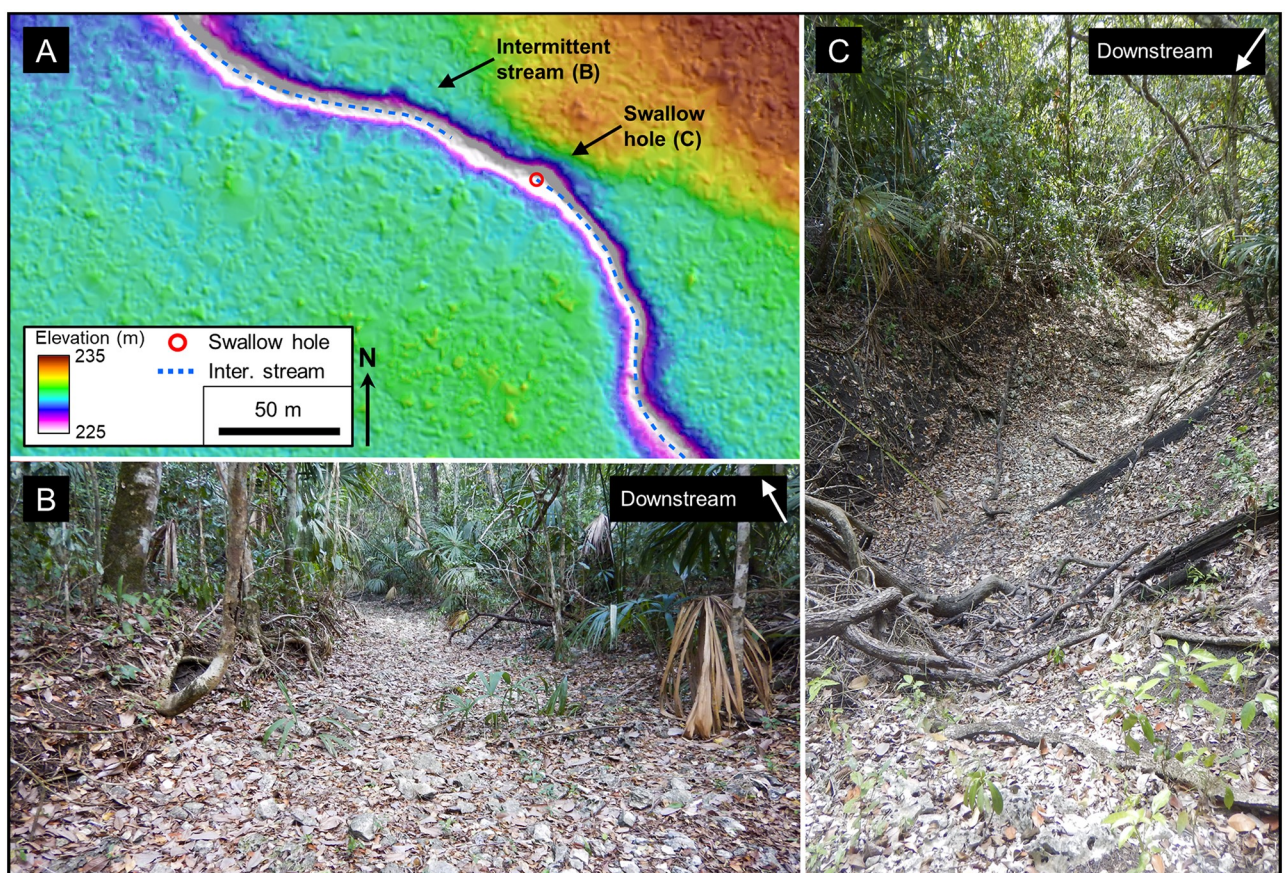 A
Intermittent
stream (B)
Swallow
hole (C)
Elevation (m)
235
225
Swallow hole
Inter. stream
50 m
N
B
Downstream
C
Downstream